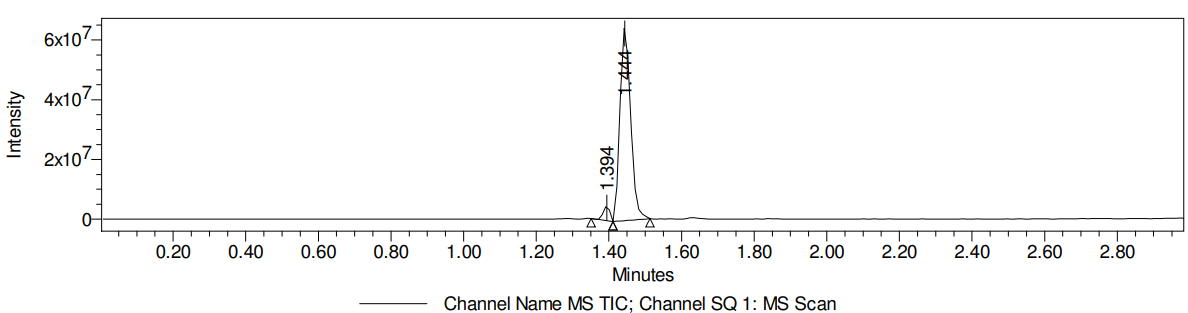 6x10⁷
4x10⁷
2x10⁷
0
Intensity
1.394
1.444
0.20 0.40 0.60 0.80 1.00 1.20 1.40 1.60 1.80 2.00 2.20 2.40 2.60 2.80
Minutes
Channel Name MS TIC; Channel SQ 1: MS Scan